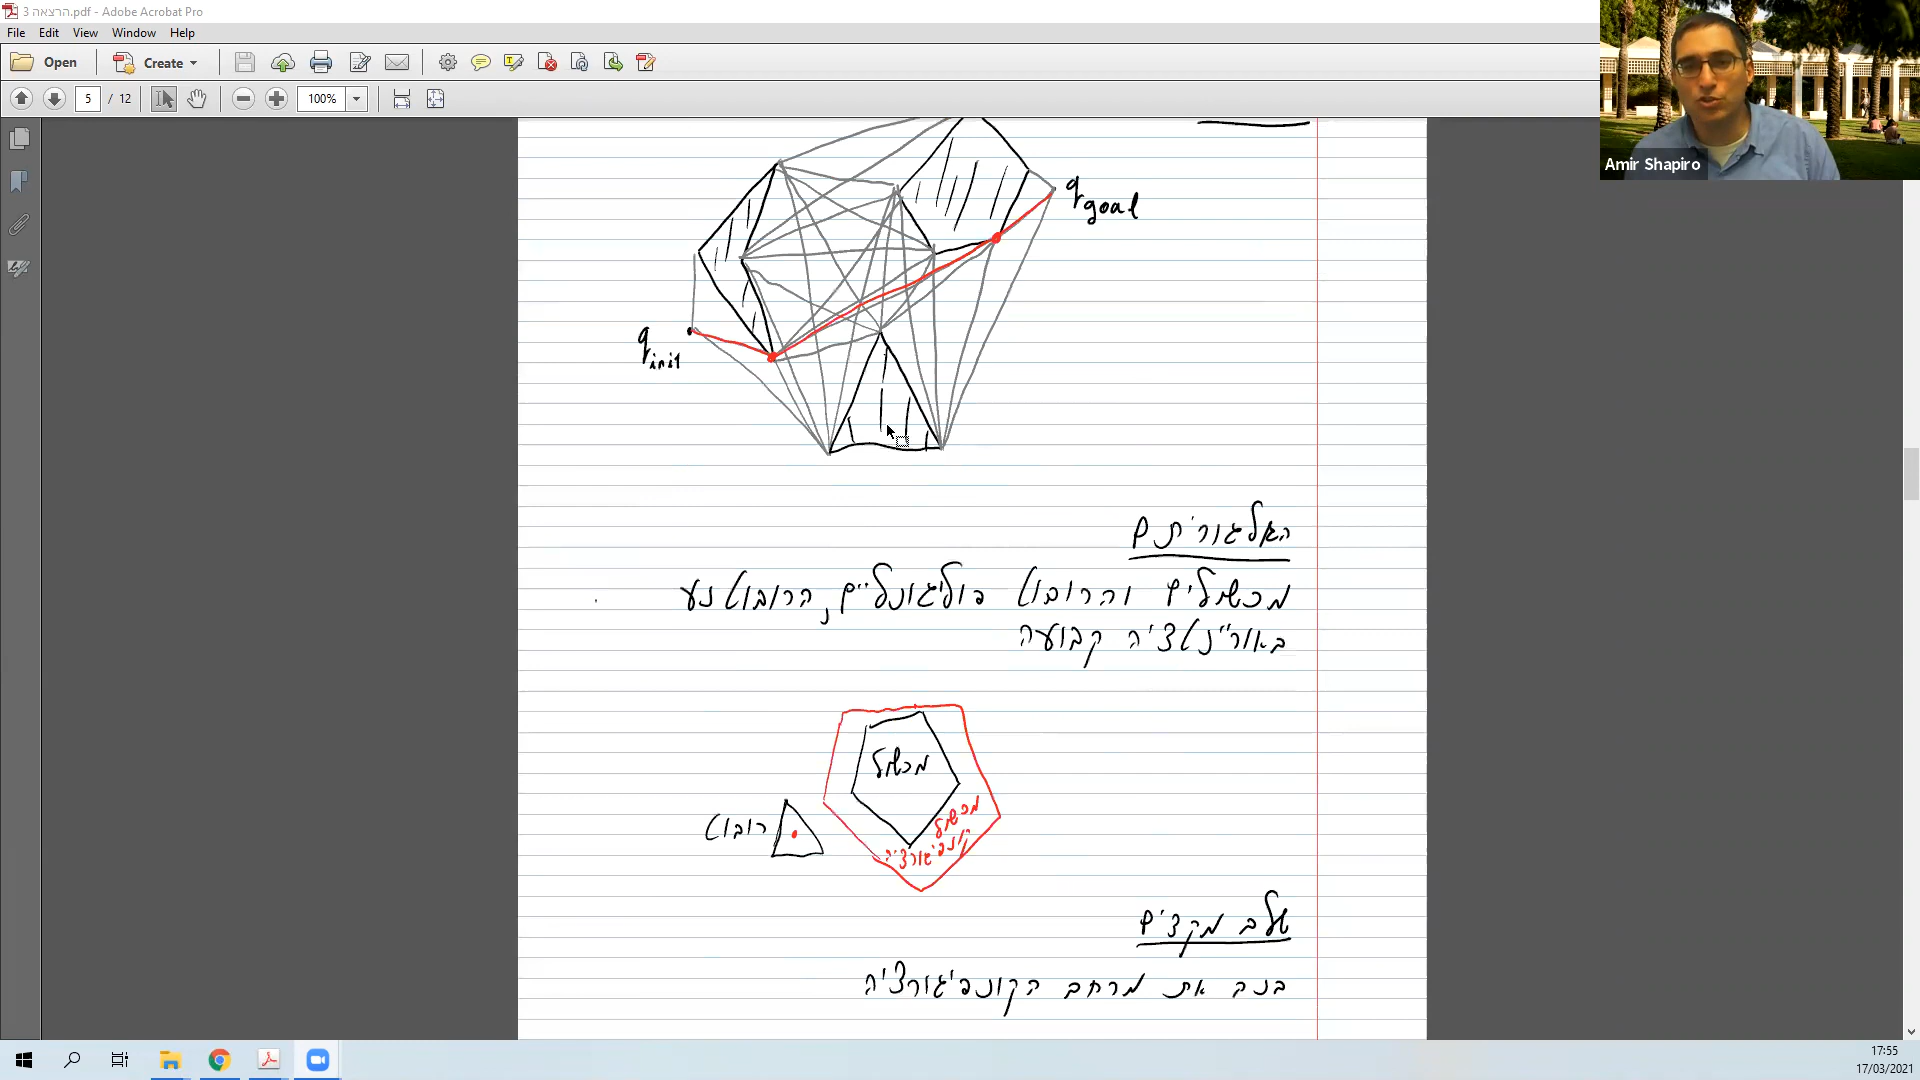 הרצאה 3.pdf - Adobe Acrobat Pro
File Edit View Window Help
Open Create
5 / 12 100%
Amir Shapiro
q goal
q init
האלגוריתם
מכשולים והרובוט פוליגונליים, הרובוט נע
באוריינטציה קבועה
מכשול
רובוט
מכשול
קונפיגורציה
שלב מקדים
בנה את מרחב הקונפיגורציה
17:55
17/03/2021